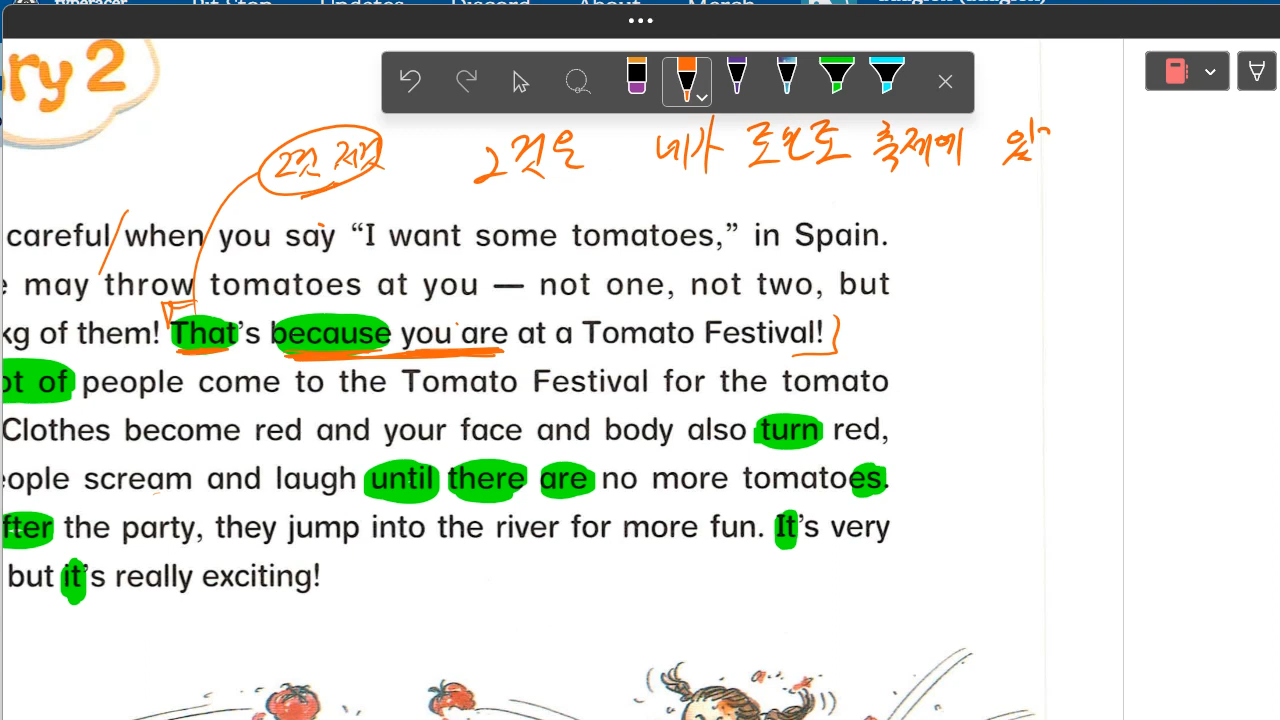 ry 2
그것 저것 그것은 네가 토먼토 축제에
careful when you say “I want some tomatoes,” in Spain.
may throw tomatoes at you — not one, not two, but
kg of them! That’s because you are at a Tomato Festival!
ot of people come to the Tomato Festival for the tomato
Clothes become red and your face and body also turn red,
eople scream and laugh until there are no more tomatoes.
fter the party, they jump into the river for more fun. It’s very
but it’s really exciting!